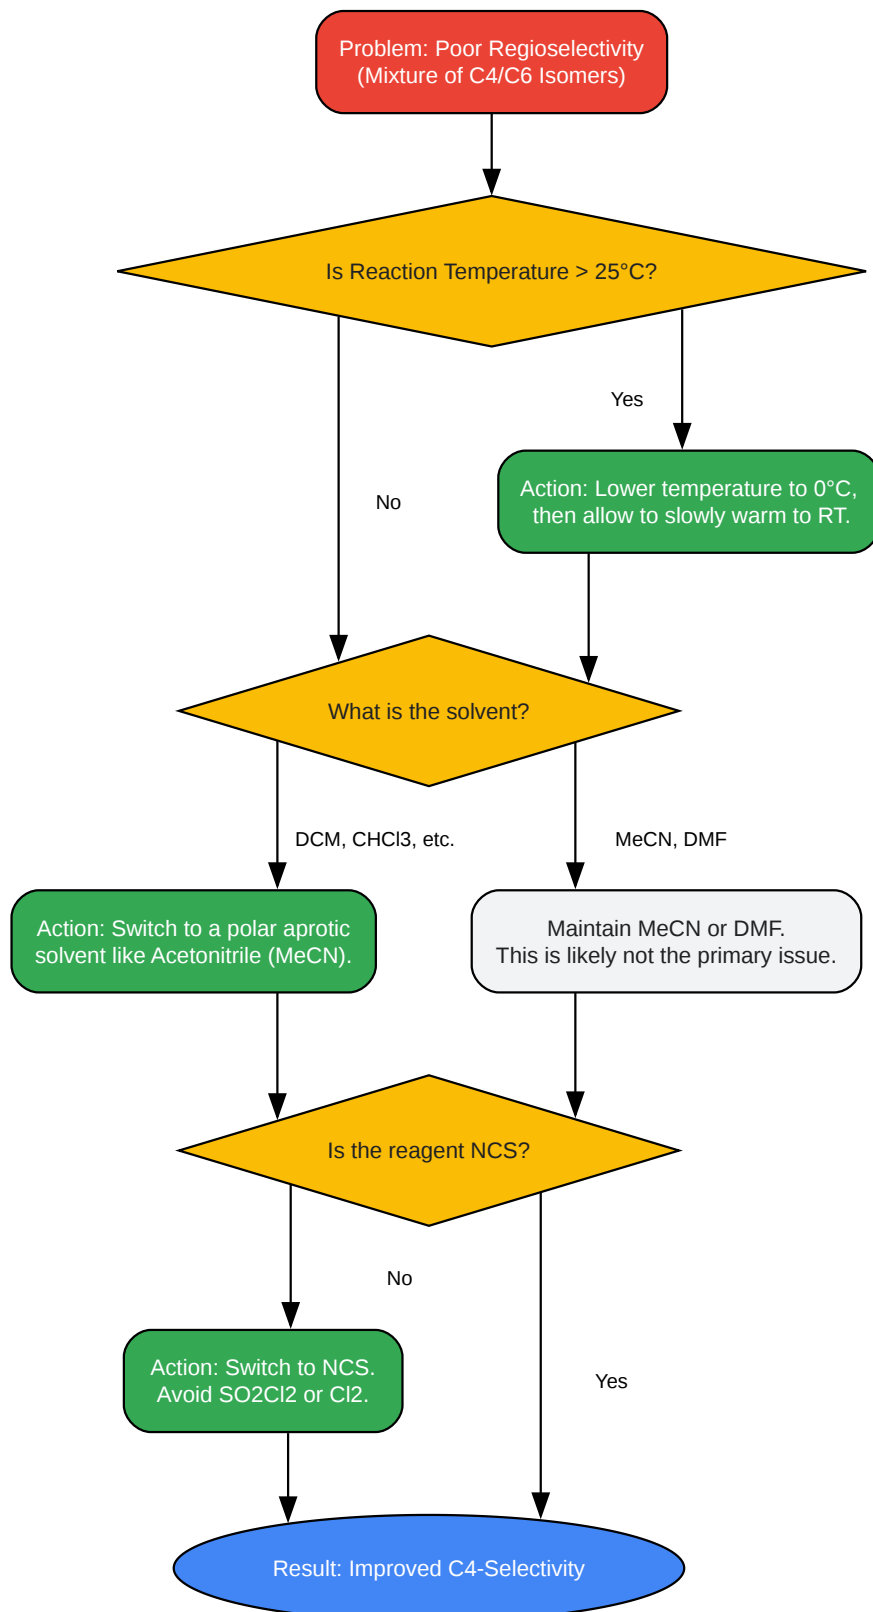 Problem: Poor Regioselectivity
(Mixture of C4/C6 Isomers)
Is Reaction Temperature > 25°C?
Yes
No
Action: Lower temperature to 0°C,
then allow to slowly warm to RT.
What is the solvent?
DCM, CHCl3, etc.
MeCN, DMF
Action: Switch to a polar aprotic
solvent like Acetonitrile (MeCN).
Maintain MeCN or DMF.
This is likely not the primary issue.
Is the reagent NCS?
No
Action: Switch to NCS.
Avoid SO2Cl2 or Cl2.
Yes
Result: Improved C4-Selectivity